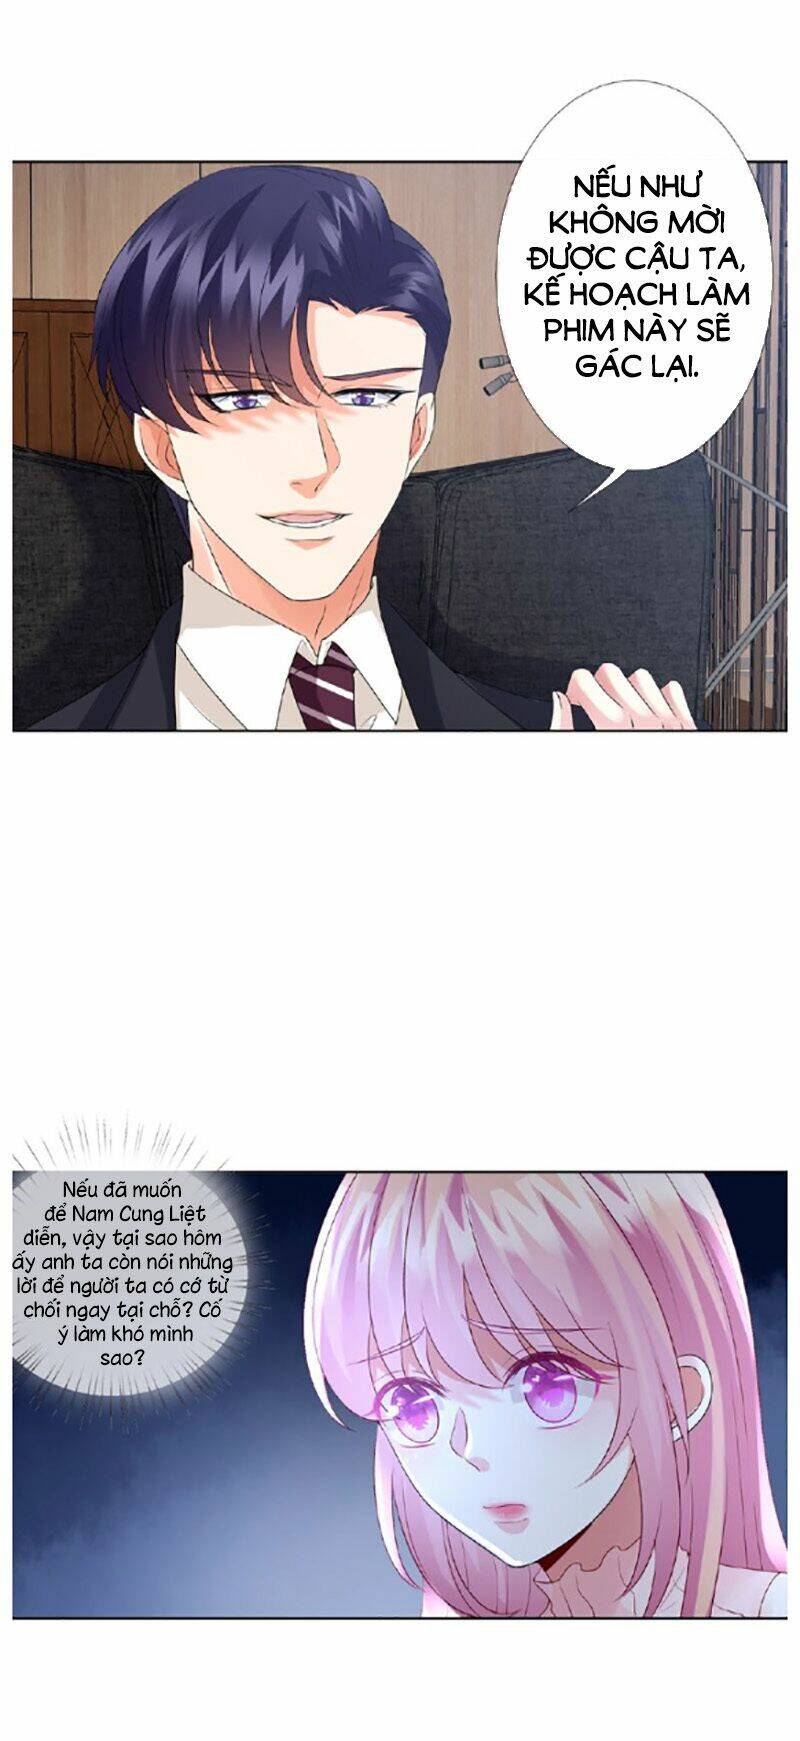 NẾU NHƯ
KHÔNG MỜI
ĐƯỢC CẬU TA,
KẾ HOẠCH LÀM
PHIM NÀY SẼ
GÁC LẠI.
Nếu đã muốn
để Nam Cung Liệt
diễn, vậy tại sao hôm
ấy anh ta còn nói những
lời để người ta có cớ từ
chối ngay tại chỗ? Cố
ý làm khó mình
sao?